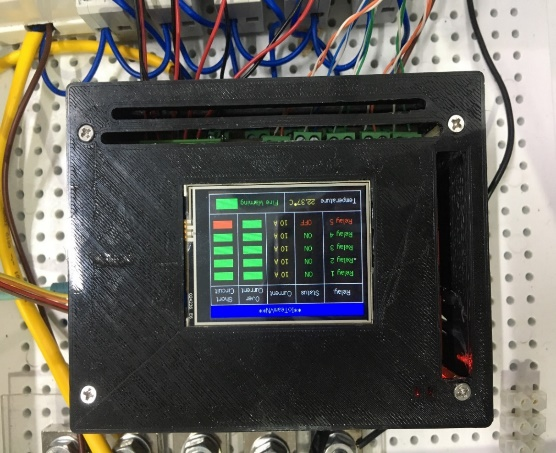 **IoTeamVN**
Relay Status Current Over Current Short Circuit
Relay 1 ON 10 A
Relay 2 ON 10 A
Relay 3 ON 10 A
Relay 4 ON 10 A
Relay 5 OFF 10 A
Temperature 22.37°C Fire Warning